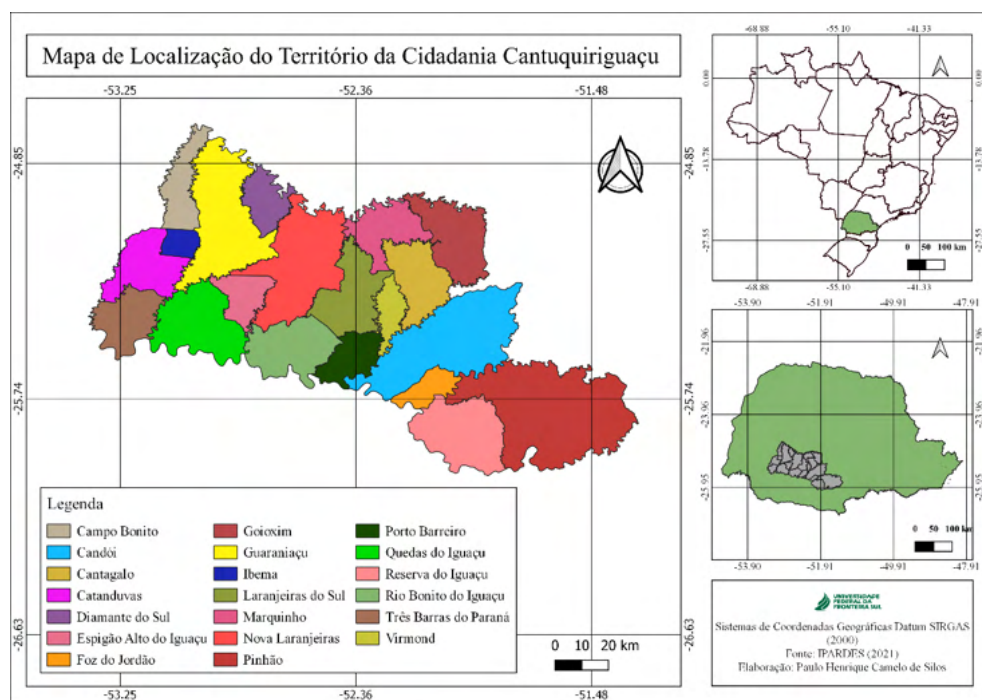 Mapa de Localização do Território da Cidadania Cantuquiriguaçu
-53.25 -52.36 -51.48
-24.85 -24.85
-25.74 -25.74
-26.63 -26.63
-53.25 -52.36 -51.48
Legenda
Campo Bonito
Candói
Cantagalo
Catanduvas
Diamante do Sul
Espigão Alto do Iguaçu
Foz do Jordão
Goioxim
Guaraniaçu
Ibema
Laranjeiras do Sul
Marquinho
Nova Laranjeiras
Pinhão
Porto Barreiro
Quedas do Iguaçu
Reserva do Iguaçu
Rio Bonito do Iguaçu
Três Barras do Paraná
Virmond
0 10 20 km
-68.88 -55.10 -41.33
0.00 0.00
-13.78 -13.78
-27.55 -27.55
0 50 100 km
-68.88 -55.10 -41.33
-53.90 -51.91 -49.91 -47.91
-21.96 -21.96
-23.96 -23.96
-25.95 -25.95
0 50 100 km
-53.90 -51.91 -49.91 -47.91
UNIVERSIDADE
FEDERAL DA
FRONTEIRA SUL
Sistemas de Coordenadas Geográficas Datum SIRGAS
(2000)
Fonte: IPARDES (2021)
Elaboração: Paulo Henrique Camelo de Silos